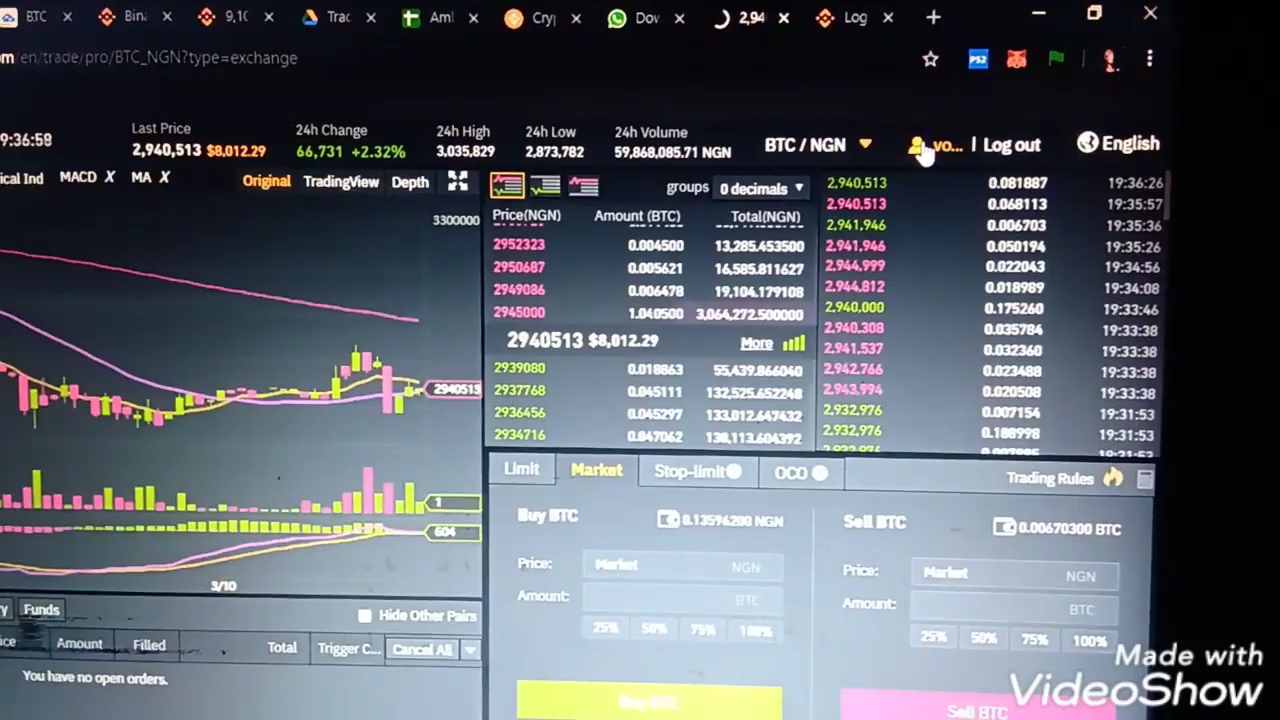 BTC Bina 9,10 Trac Aml Cryp Dov 2,94 Log
m/en/trade/pro/BTC_NGN?type=exchange
PS2
9:36:58
Last Price 24h Change 24h High 24h Low 24h Volume
2,940,513 $8,012.29 66,731 +2.32% 3,035,829 2,873,782 59,868,085.71 NGN
BTC / NGN vo... | Log out English
ical Ind MACD X MA X Original TradingView Depth
groups 0 decimals
3300000
Price(NGN) Amount (BTC) Total(NGN)
2952323 0.004500 13,285.453500
2950687 0.005621 16,585.811627
2949086 0.006478 19,104.179108
2945000 1.040500 3,064,272.500000
2940513 $8,012.29 More
2939080 0.018863 55,439.866040
2937768 0.045111 132,525.652248
2936456 0.045297 133,012.647432
2934716 0.047062 138,113.604392
2,940,513 0.081887 19:36:26
2,940,513 0.068113 19:35:57
2,941,946 0.006703 19:35:36
2,941,946 0.050194 19:35:26
2,944,999 0.022043 19:34:56
2,944,812 0.018989 19:34:08
2,940,000 0.175260 19:33:46
2,940,308 0.035784 19:33:38
2,941,537 0.032360 19:33:38
2,942,766 0.023488 19:33:38
2,943,994 0.020508 19:33:38
2,932,976 0.007154 19:31:53
2,932,976 0.188998 19:31:53
2940513
1
604
3/10
Limit Market Stop-limit OCO Trading Rules
Buy BTC 0.13596200 NGN
Price: Market NGN
Amount: BTC
25% 50% 75% 100%
Buy BTC
Sell BTC 0.00670300 BTC
Price: Market NGN
Amount: BTC
25% 50% 75% 100%
Sell BTC
ry Funds Hide Other Pairs
ice Amount Filled Total Trigger C... Cancel All
You have no open orders.
Made with
VideoShow